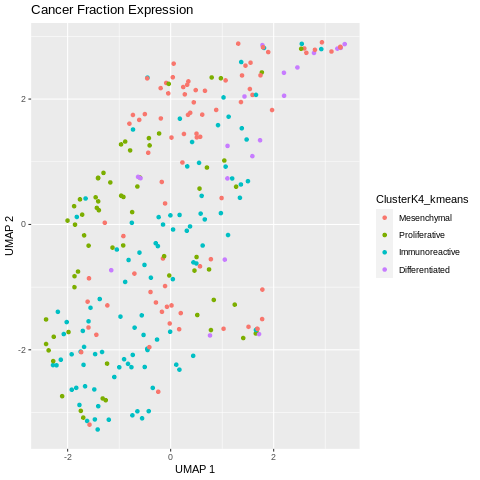 Cancer Fraction Expression
2
0
-2
UMAP 2
-2
0
2
UMAP 1
ClusterK4_kmeans
Mesenchymal
Proliferative
Immunoreactive
Differentiated